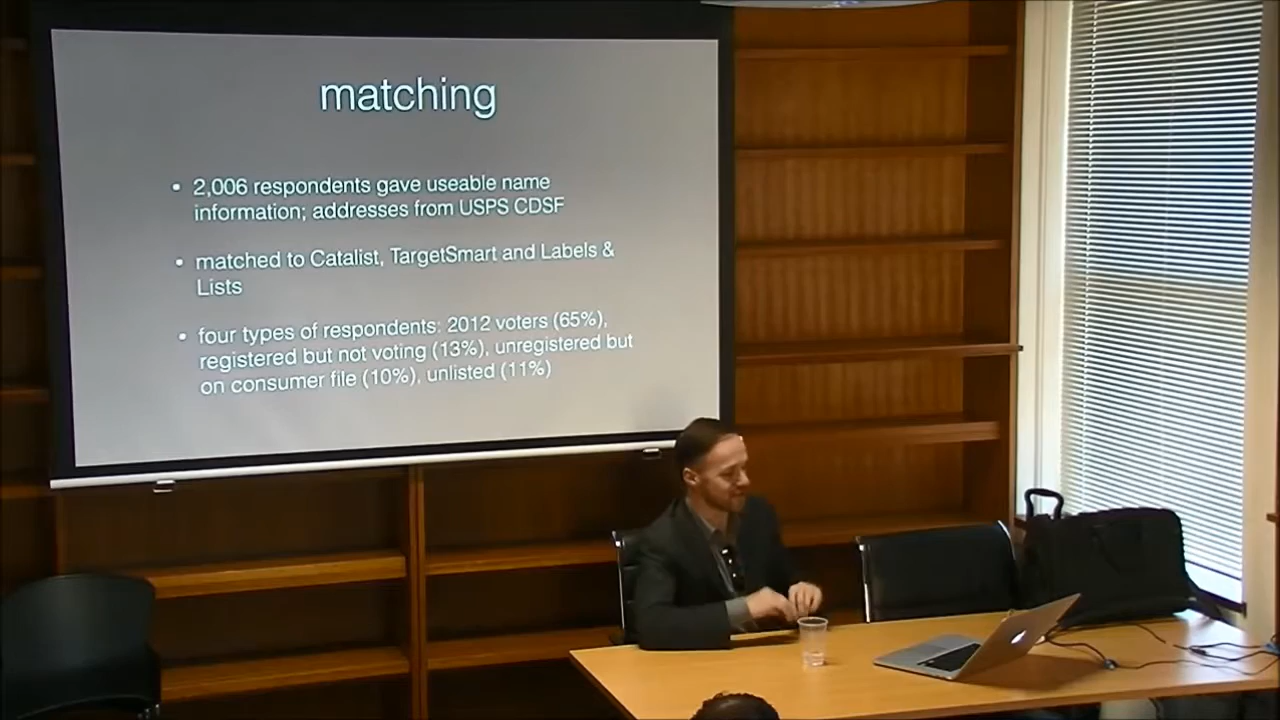 matching
• 2,006 respondents gave useable name
information; addresses from USPS CDSF
• matched to Catalist, TargetSmart and Labels &
Lists
• four types of respondents: 2012 voters (65%),
registered but not voting (13%), unregistered but
on consumer file (10%), unlisted (11%)